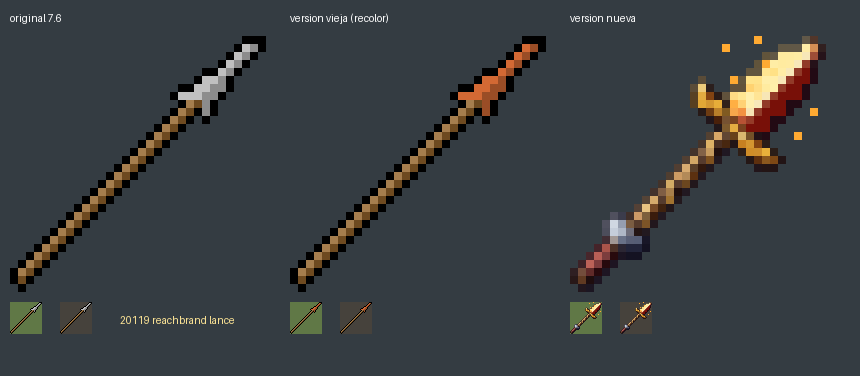 original 7.6
version vieja (recolor)
version nueva
20119 reachbrand lance